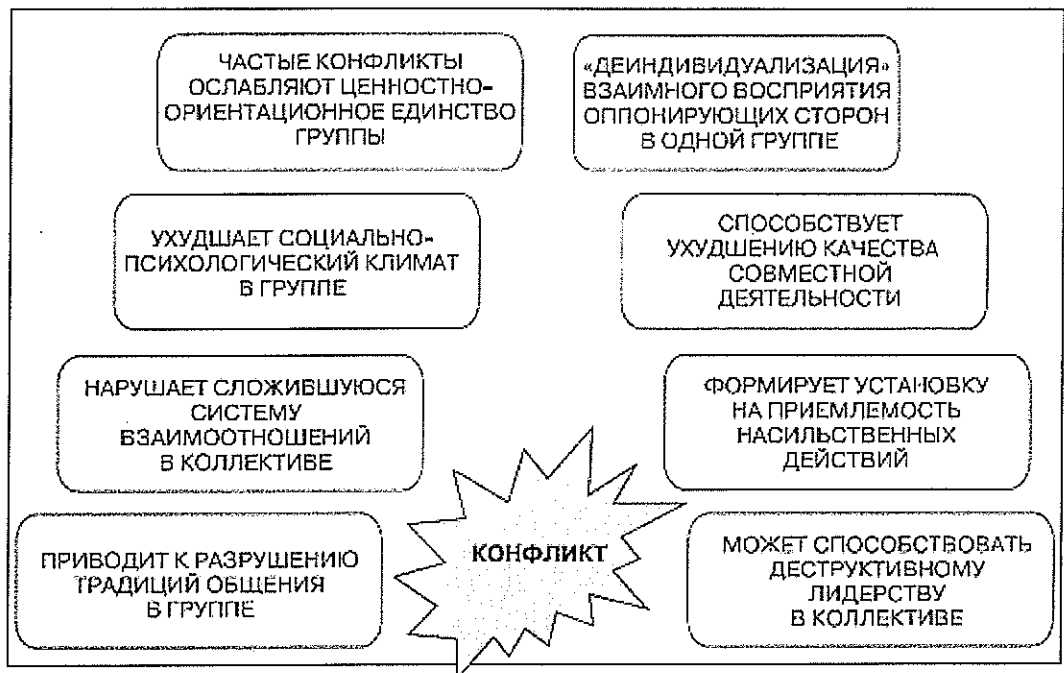 ЧАСТЫЕ КОНФЛИКТЫ
ОСЛАБЛЯЮТ ЦЕННОСТНО-
ОРИЕНТАЦИОННОЕ ЕДИНСТВО
ГРУППЫ
«ДЕИНДИВИДУАЛИЗАЦИЯ»
ВЗАИМНОГО ВОСПРИЯТИЯ
ОППОНИРУЮЩИХ СТОРОН
В ОДНОЙ ГРУППЕ
УХУДШАЕТ СОЦИАЛЬНО-
ПСИХОЛОГИЧЕСКИЙ КЛИМАТ
В ГРУППЕ
СПОСОБСТВУЕТ
УХУДШЕНИЮ КАЧЕСТВА
СОВМЕСТНОЙ
ДЕЯТЕЛЬНОСТИ
НАРУШАЕТ СЛОЖИВШУЮСЯ
СИСТЕМУ
ВЗАИМООТНОШЕНИЙ
В КОЛЛЕКТИВЕ
ФОРМИРУЕТ УСТАНОВКУ
НА ПРИЕМЛЕМОСТЬ
НАСИЛЬСТВЕННЫХ
ДЕЙСТВИЙ
ПРИВОДИТ К РАЗРУШЕНИЮ
ТРАДИЦИЙ ОБЩЕНИЯ
В ГРУППЕ
КОНФЛИКТ
МОЖЕТ СПОСОБСТВОВАТЬ
ДЕСТРУКТИВНОМУ
ЛИДЕРСТВУ
В КОЛЛЕКТИВЕ